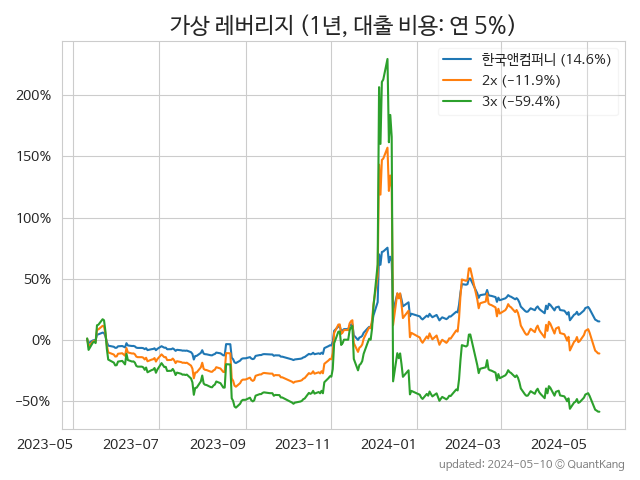 가상 레버리지 (1년, 대출 비용: 연 5%)
한국앤컴퍼니 (14.6%)
2x (−11.9%)
3x (−59.4%)
200%
150%
100%
50%
0%
−50%
2023-05 2023-07 2023-09 2023-11 2024-01 2024-03 2024-05
updated: 2024-05-10 © QuantKang